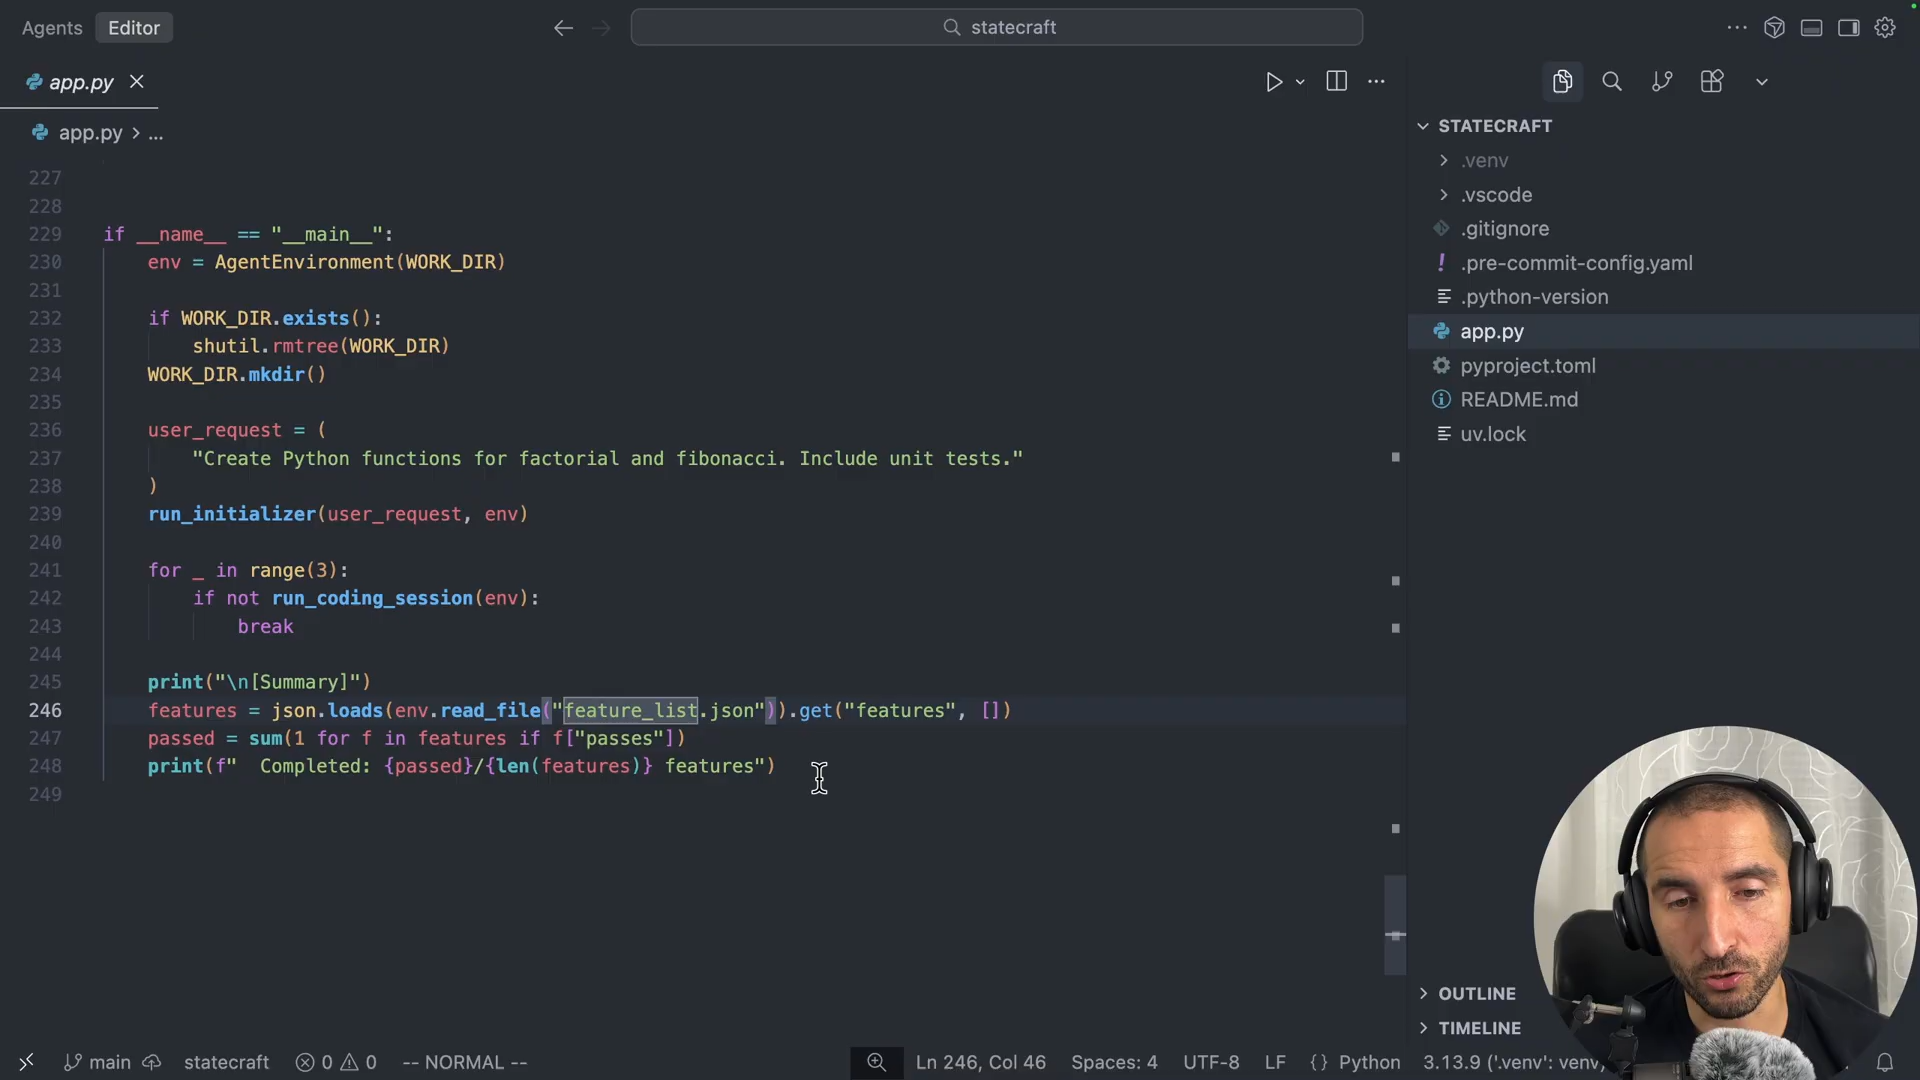 Agents Editor
statecraft
app.py
app.py > ...
227
228
229 if __name__ == "__main__":
230 env = AgentEnvironment(WORK_DIR)
231
232 if WORK_DIR.exists():
233 shutil.rmtree(WORK_DIR)
234 WORK_DIR.mkdir()
235
236 user_request = (
237 "Create Python functions for factorial and fibonacci. Include unit tests."
238 )
239 run_initializer(user_request, env)
240
241 for _ in range(3):
242 if not run_coding_session(env):
243 break
244
245 print("\n[Summary]")
246 features = json.loads(env.read_file("feature_list.json")).get("features", [])
247 passed = sum(1 for f in features if f["passes"])
248 print(f"  Completed: {passed}/{len(features)} features")
249
STATECRAFT
.venv
.vscode
.gitignore
.pre-commit-config.yaml
.python-version
app.py
pyproject.toml
README.md
uv.lock
OUTLINE
TIMELINE
main statecraft 0 0 -- NORMAL -- Ln 246, Col 46 Spaces: 4 UTF-8 LF {} Python 3.13.9 ('.venv': venv)